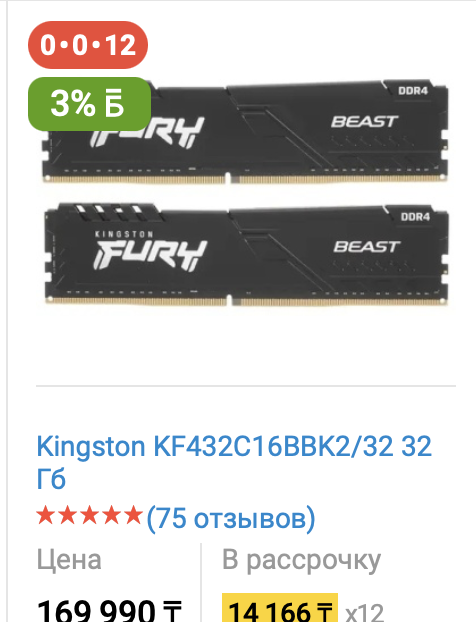 0•0•12
3% Б
DDR4
FURY
BEAST
DDR4
KINGSTON
FURY
BEAST
Kingston KF432C16BBK2/32 32
Гб
(75 отзывов)
Цена
В рассрочку
169 990 ₸
14 166 ₸ x12